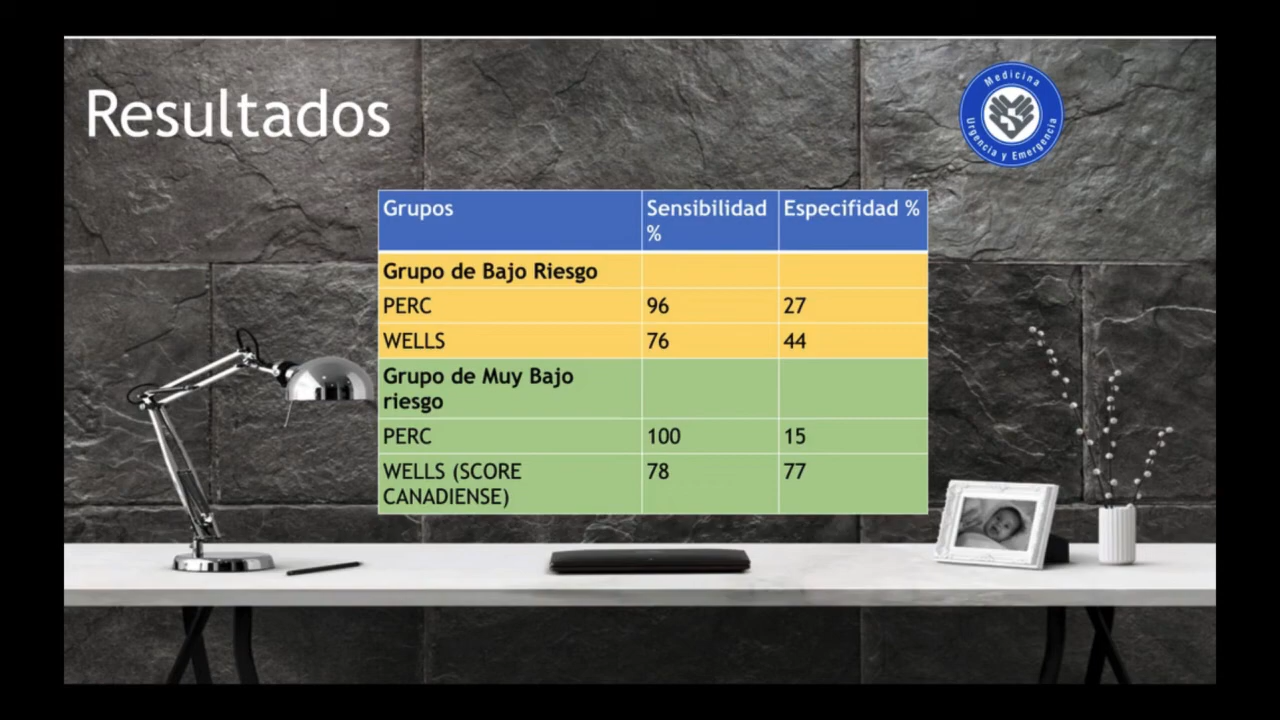 Resultados
Medicina
Urgencia y Emergencia
Grupos
Sensibilidad
%
Especifidad %
Grupo de Bajo Riesgo
PERC
96
27
WELLS
76
44
Grupo de Muy Bajo
riesgo
PERC
100
15
WELLS (SCORE
CANADIENSE)
78
77